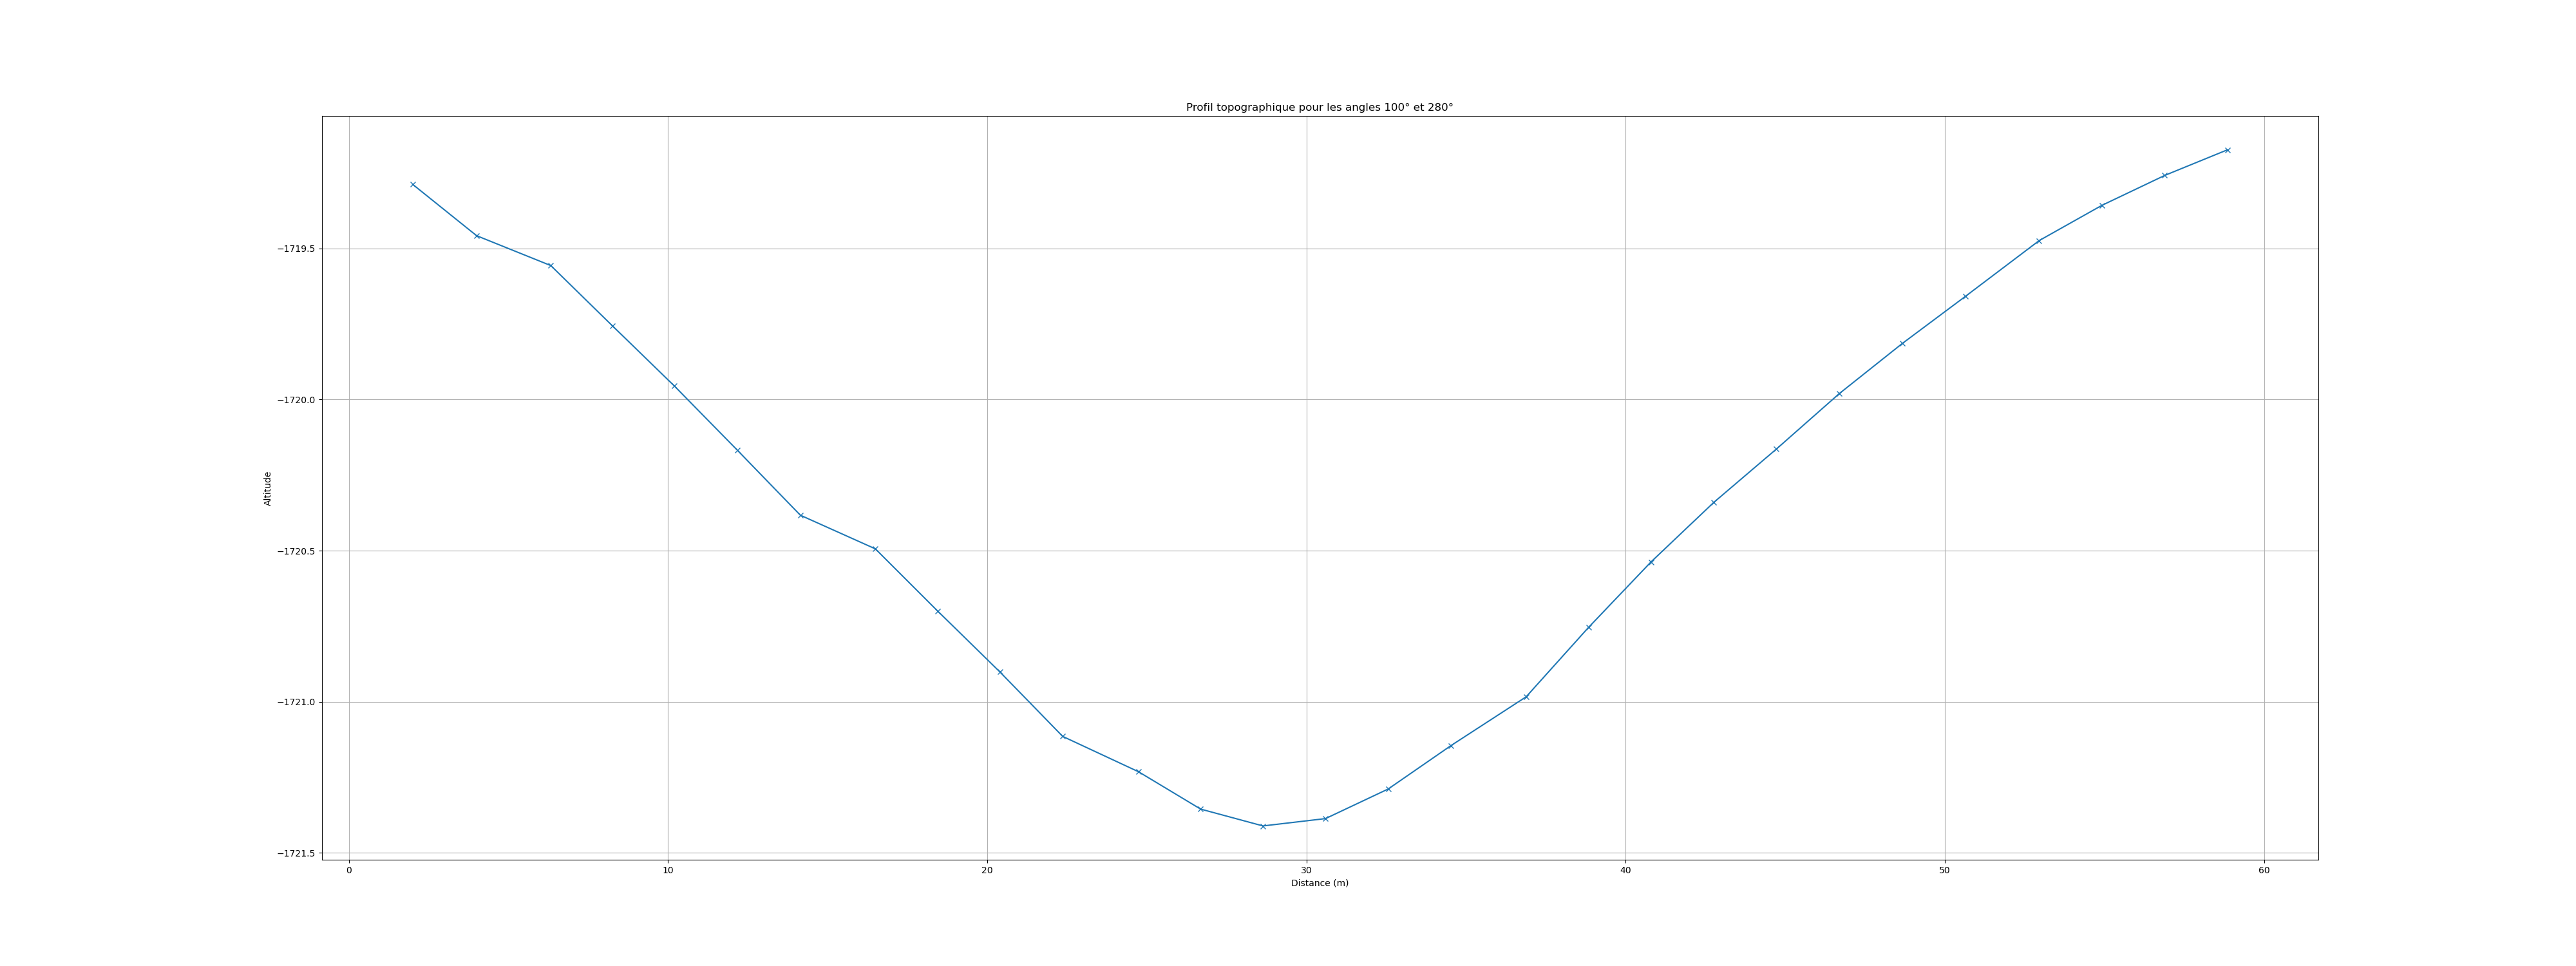 Profil topographique pour les angles 100° et 280°
Altitude
−1719.5
−1720.0
−1720.5
−1721.0
−1721.5
0 10 20 30 40 50 60
Distance (m)